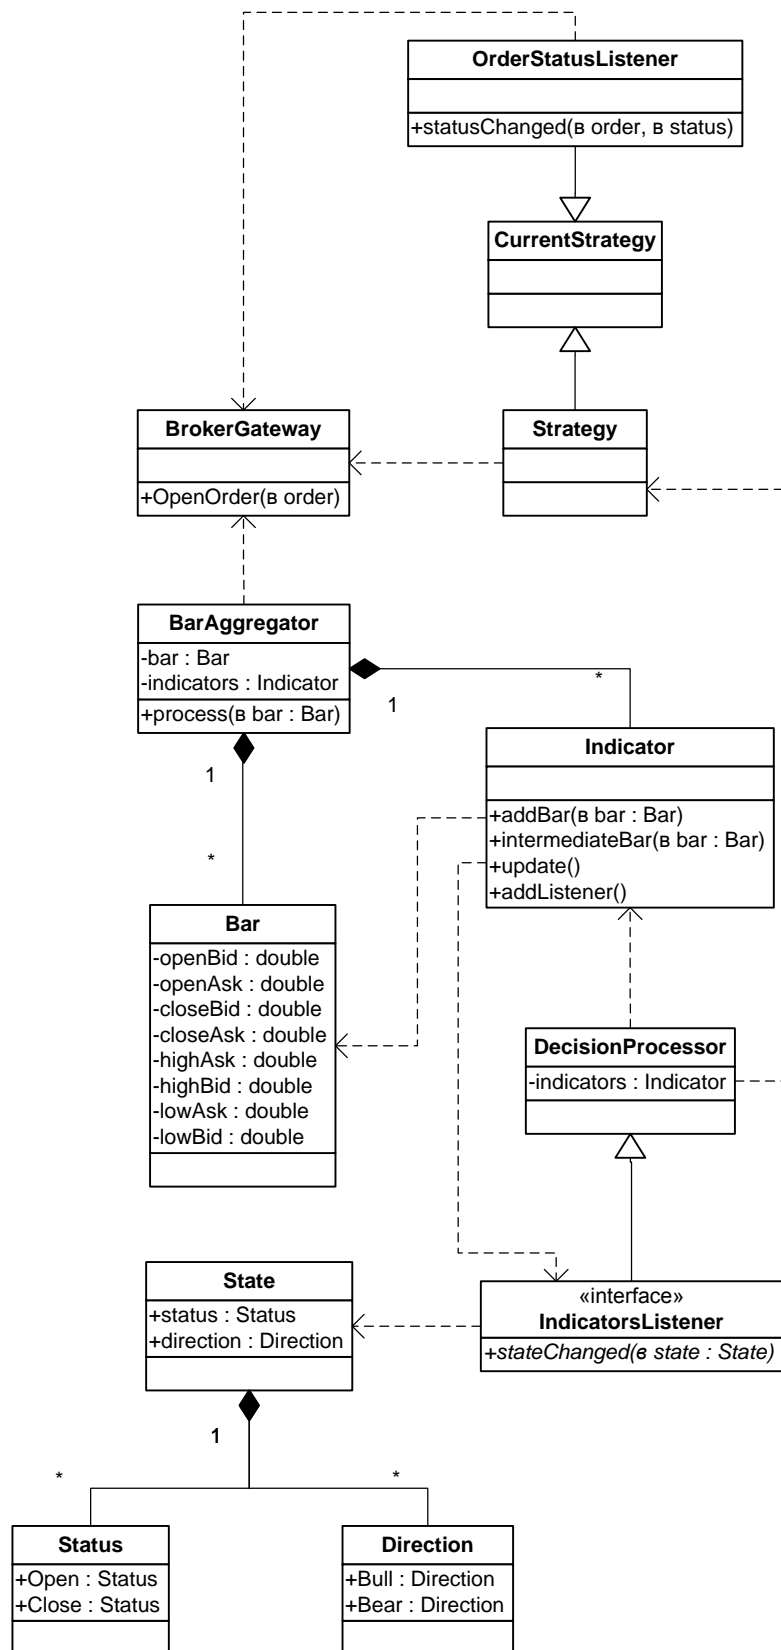 OrderStatusListener
+statusChanged(в order, в status)
CurrentStrategy
BrokerGateway
+OpenOrder(в order)
Strategy
BarAggregator
-bar : Bar
-indicators : Indicator
+process(в bar : Bar)
1
*
1
*
Indicator
+addBar(в bar : Bar)
+intermediateBar(в bar : Bar)
+update()
+addListener()
Bar
-openBid : double
-openAsk : double
-closeBid : double
-closeAsk : double
-highAsk : double
-highBid : double
-lowAsk : double
-lowBid : double
DecisionProcessor
-indicators : Indicator
State
+status : Status
+direction : Direction
«interface»
IndicatorsListener
+stateChanged(в state : State)
1
*
*
Status
+Open : Status
+Close : Status
Direction
+Bull : Direction
+Bear : Direction